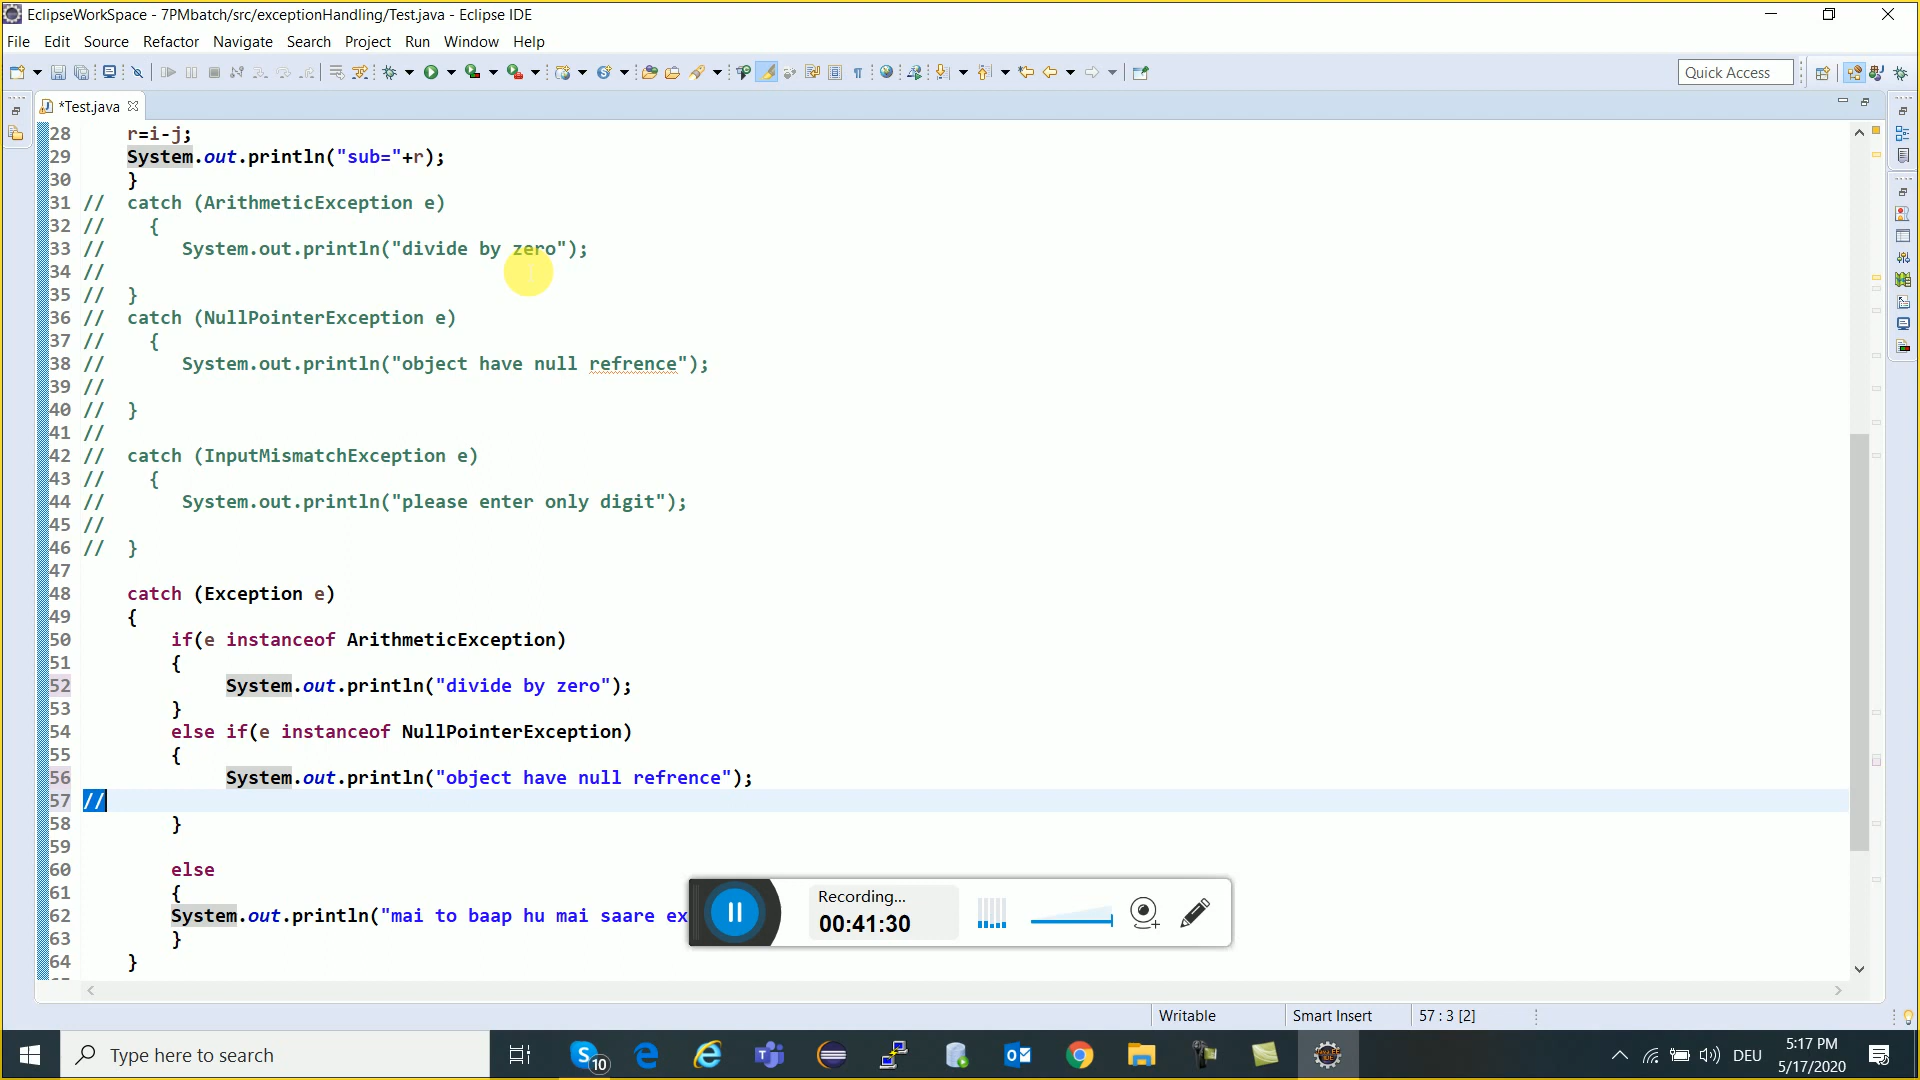 EclipseWorkSpace - 7PMbatch/src/exceptionHandling/Test.java - Eclipse IDE
File Edit Source Refactor Navigate Search Project Run Window Help
Quick Access
*Test.java
28 r=i-j;
29 System.out.println("sub="+r);
30 }
31 // catch (ArithmeticException e)
32 // {
33 // System.out.println("divide by zero");
34 //
35 // }
36 // catch (NullPointerException e)
37 // {
38 // System.out.println("object have null refrence");
39 //
40 // }
41 //
42 // catch (InputMismatchException e)
43 // {
44 // System.out.println("please enter only digit");
45 //
46 // }
47
48 catch (Exception e)
49 {
50 if(e instanceof ArithmeticException)
51 {
52 System.out.println("divide by zero");
53 }
54 else if(e instanceof NullPointerException)
55 {
56 System.out.println("object have null refrence");
57 //
58 }
59
60 else
61 {
62 System.out.println("mai to baap hu mai saare ex
63 }
64 }
Recording...
00:41:30
Writable Smart Insert 57 : 3 [2]
Type here to search
10
DEU
5:17 PM
5/17/2020